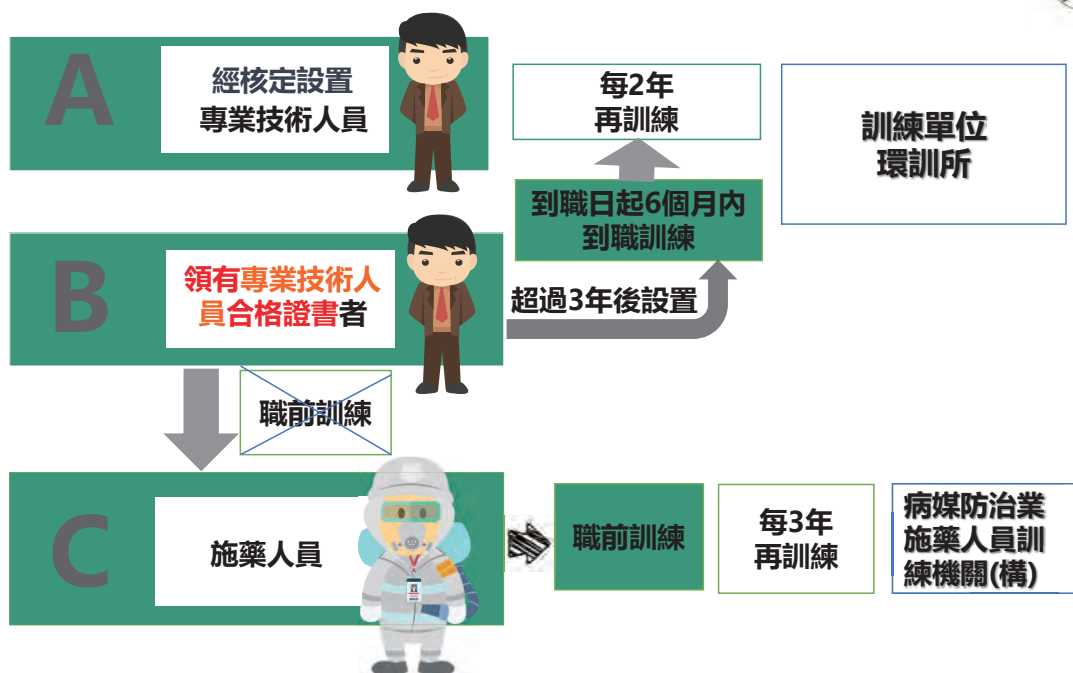 A
經核定設置
專業技術人員
每2年
再訓練
訓練單位
環訓所
到職日起6個月內
到職訓練
B
領有專業技術人
員合格證書者
超過3年後設置
職前訓練
C
施藥人員
職前訓練
每3年
再訓練
病媒防治業
施藥人員訓
練機關(構)